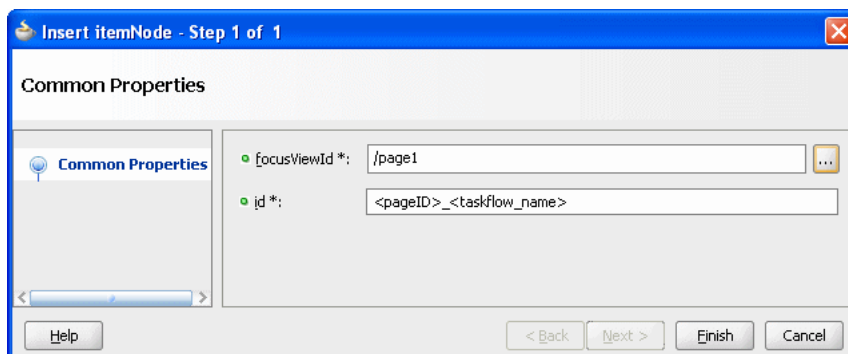 Insert itemNode - Step 1 of 1
Common Properties
Common Properties
focusViewId *: /page1 ...
id *: <pageID>_<taskflow_name>
Help < Back Next > Finish Cancel